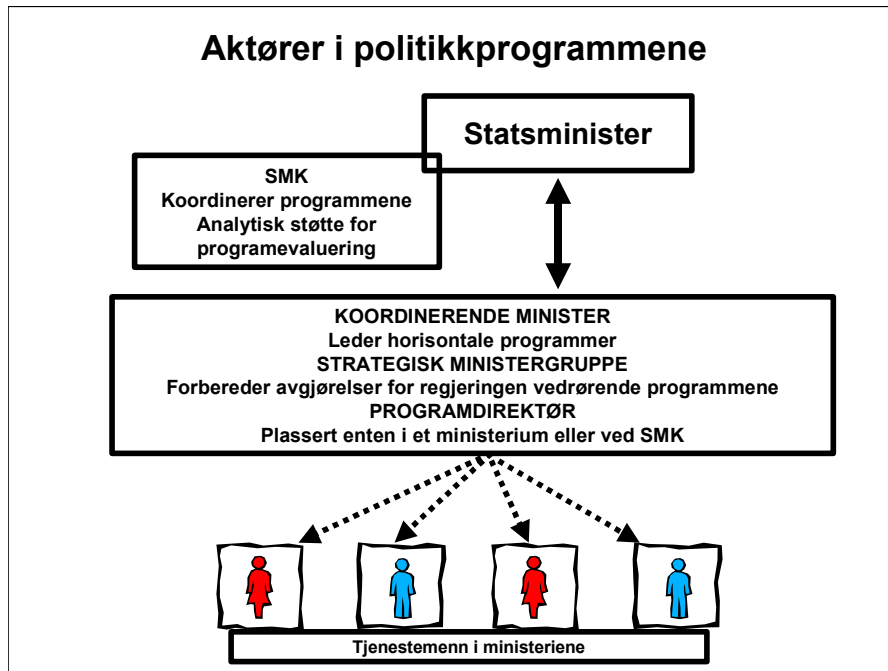 Aktører i politikkprogrammene
Statsminister
SMK
Koordinerer programmene
Analytisk støtte for
programevaluering
KOORDINERENDE MINISTER
Leder horisontale programmer
STRATEGISK MINISTERGRUPPE
Forbereder avgjørelser for regjeringen vedrørende programmene
PROGRAMDIREKTØR
Plassert enten i et ministerium eller ved SMK
Tjenestemenn i ministeriene